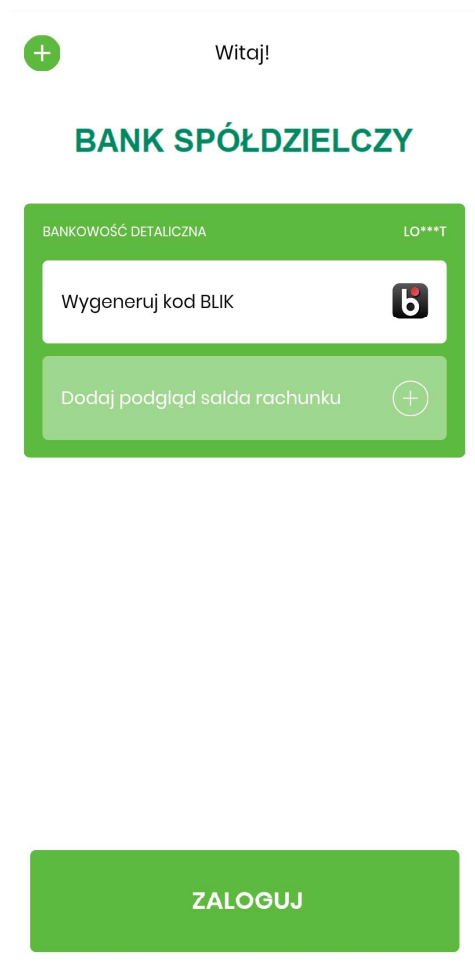 Witaj!
BANK SPÓŁDZIELCZY
BANKOWOŚĆ DETALICZNA LO***T
Wygeneruj kod BLIK
Dodaj podgląd salda rachunku
ZALOGUJ